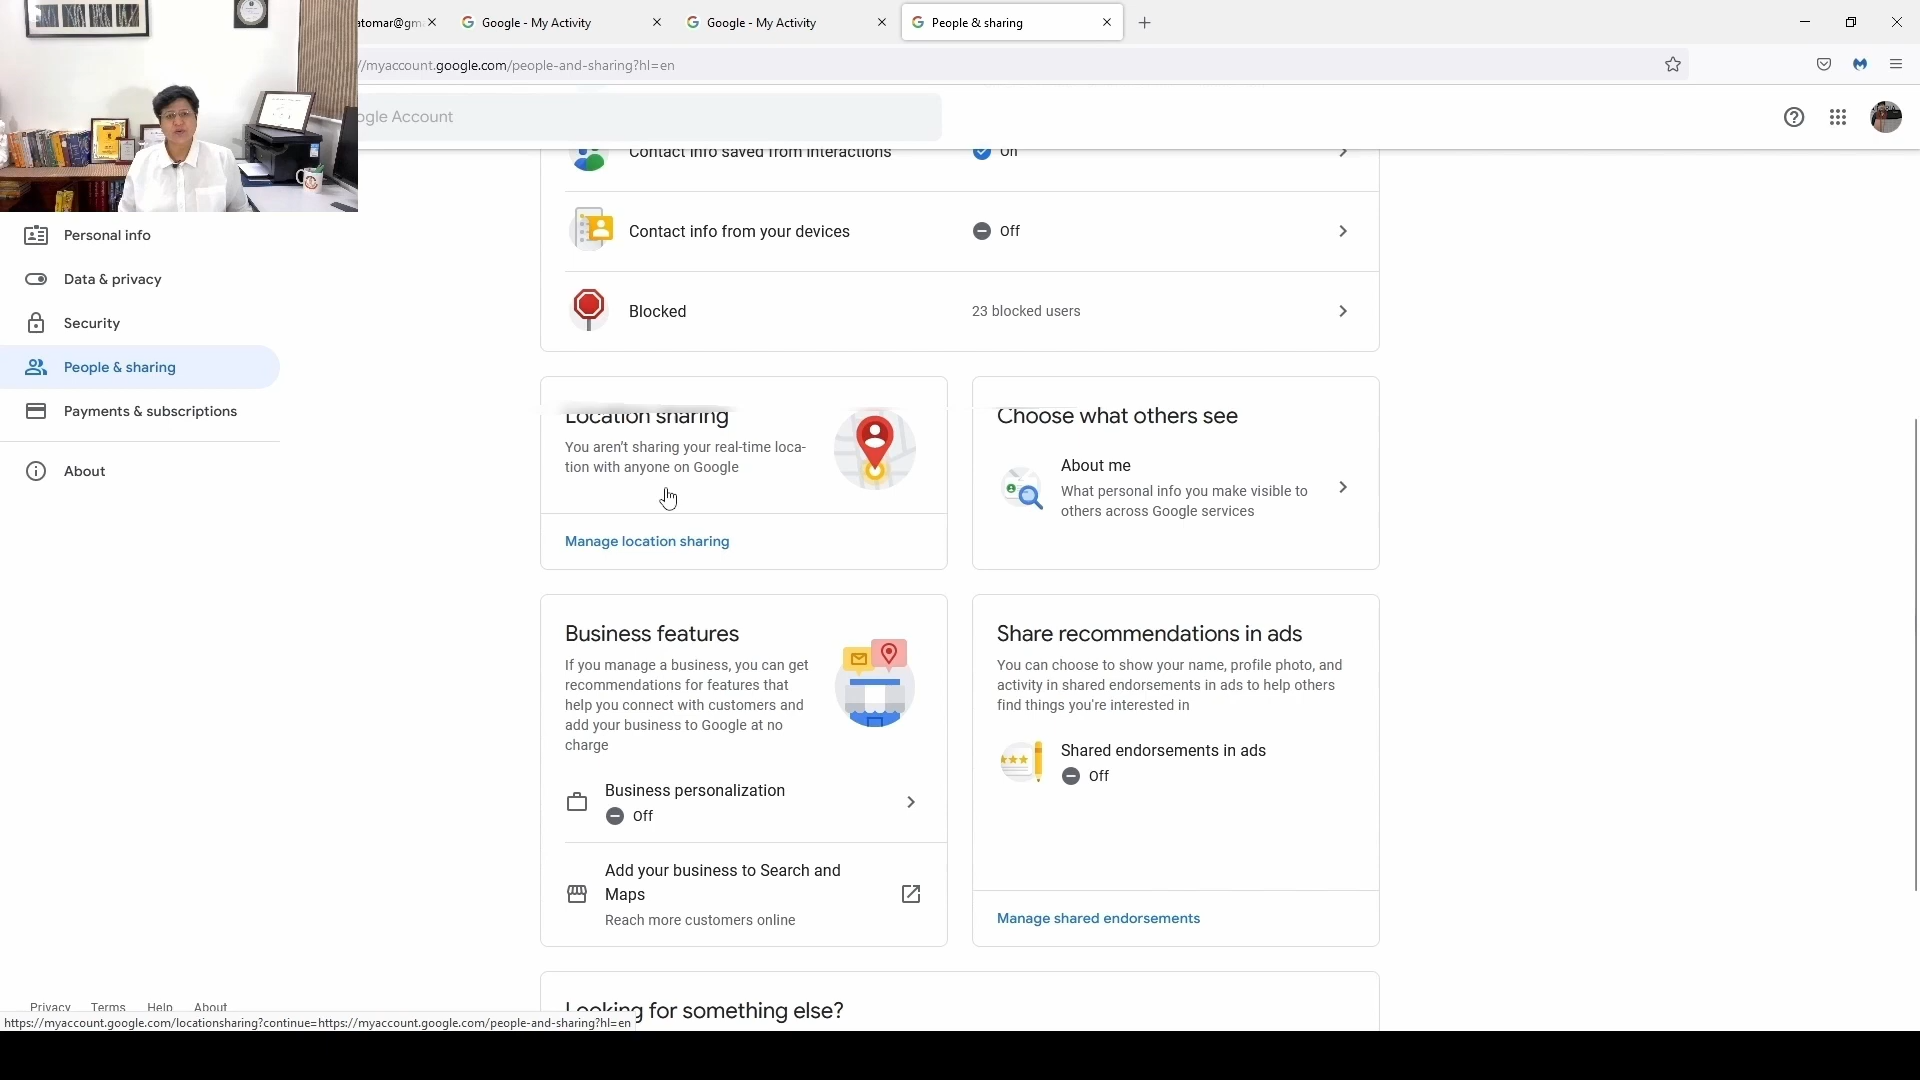 atomar@gm
Google - My Activity
Google - My Activity
People & sharing
//myaccount.google.com/people-and-sharing?hl=en
ogle Account
Contact info saved from interactions
On
Personal info
Contact info from your devices
Off
Data & privacy
Blocked
23 blocked users
Security
People & sharing
Payments & subscriptions
About
Location sharing
You aren't sharing your real-time loca-
tion with anyone on Google
Manage location sharing
Choose what others see
About me
What personal info you make visible to
others across Google services
Business features
If you manage a business, you can get
recommendations for features that
help you connect with customers and
add your business to Google at no
charge
Business personalization
Off
Add your business to Search and
Maps
Reach more customers online
Share recommendations in ads
You can choose to show your name, profile photo, and
activity in shared endorsements in ads to help others
find things you're interested in
Shared endorsements in ads
Off
Manage shared endorsements
Looking for something else?
Privacy Terms Help About
https://myaccount.google.com/locationsharing?continue=https://myaccount.google.com/people-and-sharing?hl=en